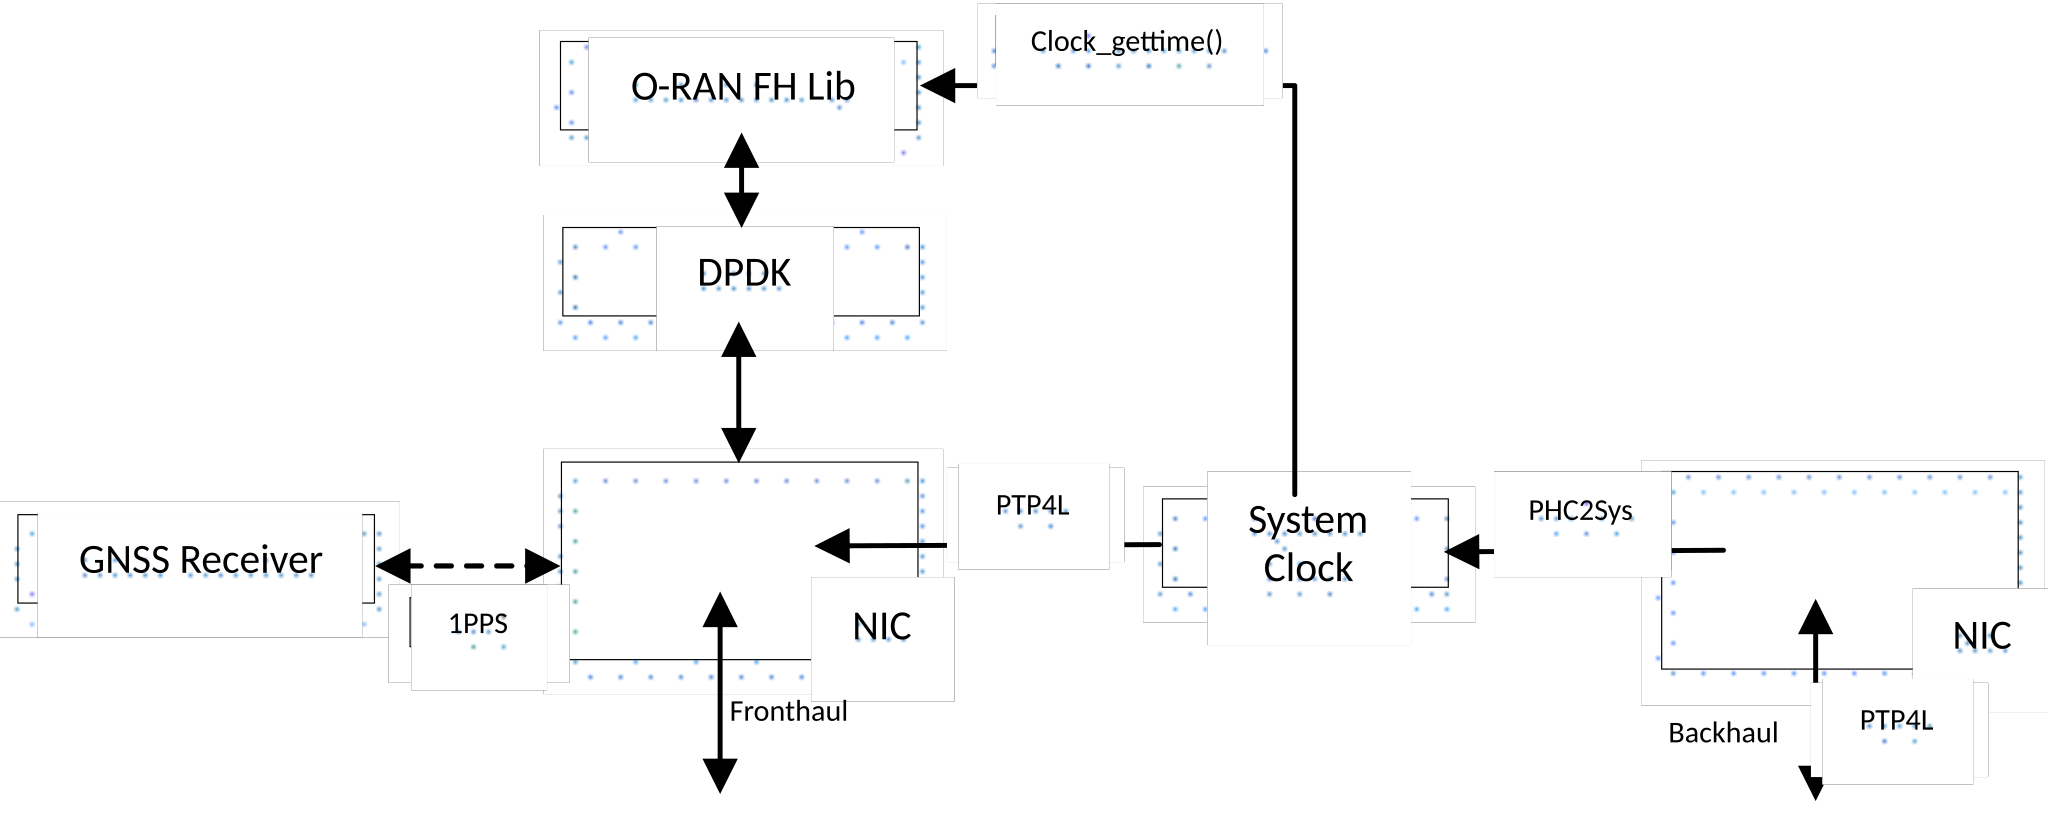 Clock_gettime()
O-RAN FH Lib
DPDK
PTP4L
System
Clock
PHC2Sys
GNSS Receiver
1PPS
NIC
NIC
Fronthaul
Backhaul
PTP4L